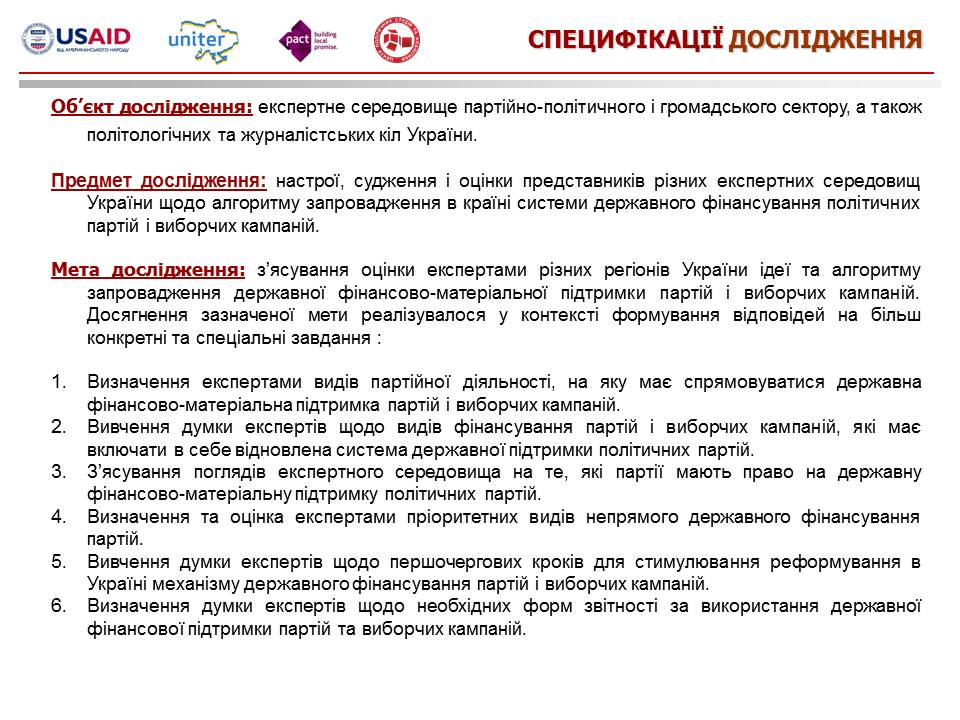 USAID
ВІД АМЕРИКАНСЬКОГО НАРОДУ
uniter
pact
building
local
promise.
СПЕЦИФІКАЦІЇ ДОСЛІДЖЕННЯ
Об’єкт дослідження: експертне середовище партійно-політичного і громадського сектору, а також
політологічних та журналістських кіл України.
Предмет дослідження: настрої, судження і оцінки представників різних експертних середовищ
України щодо алгоритму запровадження в країні системи державного фінансування політичних
партій і виборчих кампаній.
Мета дослідження: з’ясування оцінки експертами різних регіонів України ідеї та алгоритму
запровадження державної фінансово-матеріальної підтримки партій і виборчих кампаній.
Досягнення зазначеної мети реалізувалося у контексті формування відповідей на більш
конкретні та спеціальні завдання :
1. Визначення експертами видів партійної діяльності, на яку має спрямовуватися державна
фінансово-матеріальна підтримка партій і виборчих кампаній.
2. Вивчення думки експертів щодо видів фінансування партій і виборчих кампаній, які має
включати в себе відновлена система державної підтримки політичних партій.
3. З’ясування поглядів експертного середовища на те, які партії мають право на державну
фінансово-матеріальну підтримку політичних партій.
4. Визначення та оцінка експертами пріоритетних видів непрямого державного фінансування
партій.
5. Вивчення думки експертів щодо першочергових кроків для стимулювання реформування в
Україні механізму державного фінансування партій і виборчих кампаній.
6. Визначення думки експертів щодо необхідних форм звітності за використання державної
фінансової підтримки партій та виборчих кампаній.